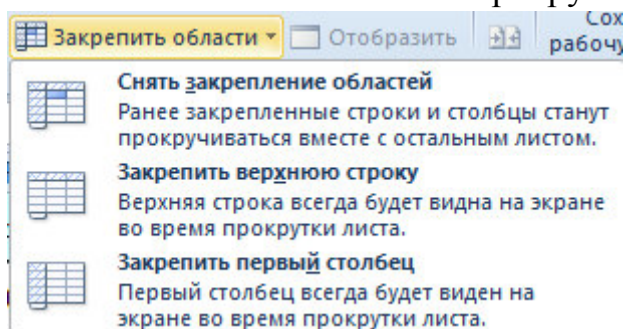 Закрепить области Отобразить
рабочу
Снять закрепление областей
Ранее закрепленные строки и столбцы станут
прокручиваться вместе с остальным листом.
Закрепить верхнюю строку
Верхняя строка всегда будет видна на экране
во время прокрутки листа.
Закрепить первый столбец
Первый столбец всегда будет виден на
экране во время прокрутки листа.